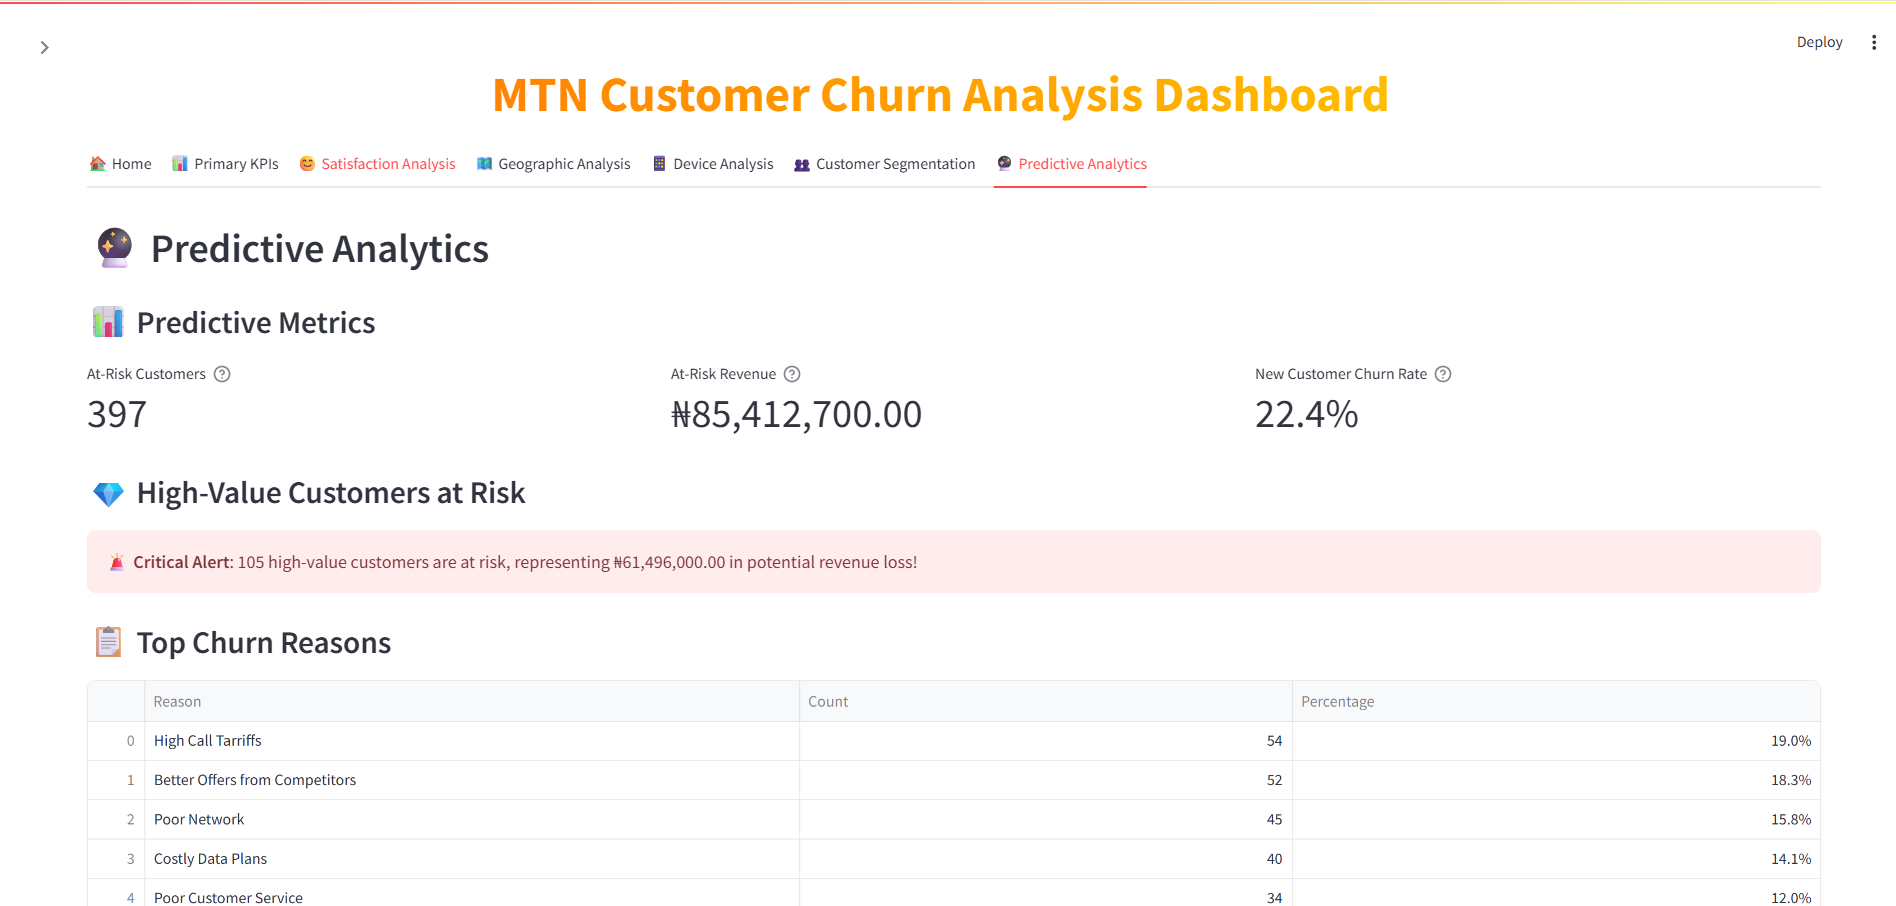 Deploy
MTN Customer Churn Analysis Dashboard
Home Primary KPIs Satisfaction Analysis Geographic Analysis Device Analysis Customer Segmentation Predictive Analytics
Predictive Analytics
Predictive Metrics
At-Risk Customers At-Risk Revenue New Customer Churn Rate
397 ₦85,412,700.00 22.4%
High-Value Customers at Risk
Critical Alert: 105 high-value customers are at risk, representing ₦61,496,000.00 in potential revenue loss!
Top Churn Reasons
Reason Count Percentage
0 High Call Tarriffs 54 19.0%
1 Better Offers from Competitors 52 18.3%
2 Poor Network 45 15.8%
3 Costly Data Plans 40 14.1%
4 Poor Customer Service 34 12.0%